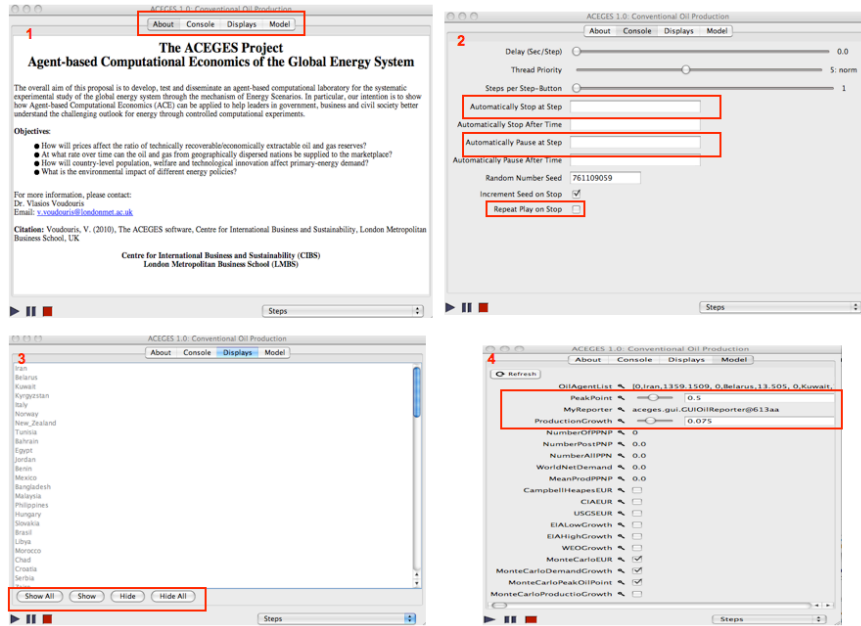 ACEGES 1.0: Conventional Oil Production
1
About Console Displays Model
The ACEGES Project
Agent-based Computational Economics of the Global Energy System
The overall aim of this proposal is to develop, test and disseminate an agent-based computational laboratory for the systematic
experimental study of the global energy system through the mechanism of Energy Scenarios. In particular, our intention is to show
how Agent-based Computational Economics (ACE) can be applied to help leaders in government, business and civil society better
understand the challenging outlook for energy through controlled computational experiments.
Objectives:
● How will prices affect the ratio of technically recoverable/economically extractable oil and gas reserves?
● At what rate over time can the oil and gas from geographically dispersed nations be supplied to the marketplace?
● How will country-level population, welfare and technological innovation affect primary-energy demand?
● What is the environmental impact of different energy policies?
For more information, please contact:
Dr. Vlasios Voudouris
Email: v.voudouris@londonmet.ac.uk
Citation: Voudouris, V. (2010), The ACEGES software, Centre for International Business and Sustainability, London Metropolitan
Business School, UK
Centre for International Business and Sustainability (CIBS)
London Metropolitan Business School (LMBS)
Steps
ACEGES 1.0: Conventional Oil Production
2
About Console Displays Model
Delay (Sec/Step) 0.0
Thread Priority 5: norm
Steps per Step-Button 1
Automatically Stop at Step
Automatically Stop After Time
Automatically Pause at Step
Automatically Pause After Time
Random Number Seed 761109059
Increment Seed on Stop
Repeat Play on Stop
Steps
ACEGES 1.0: Conventional Oil Production
3
About Console Displays Model
Iran
Belarus
Kuwait
Kyrgyzstan
Italy
Norway
New_Zealand
Tunisia
Bahrain
Egypt
Jordan
Benin
Mexico
Bangladesh
Malaysia
Philippines
Hungary
Slovakia
Brasil
Libya
Morocco
Chad
Croatia
Serbia
Show All Show Hide Hide All
Steps
ACEGES 1.0: Conventional Oil Production
4
About Console Displays Model
Refresh
OilAgentList [0,Iran,1359.1509, 0,Belarus,13.505, 0,Kuwait,
PeakPoint 0.5
MyReporter aceges.gui.GUIOilReporter@613aa
ProductionGrowth 0.075
NumberOfPPNP 0
NumberPostPNP 0.0
NumberAllPPN 0.0
WorldNetDemand 0.0
MeanProdPPNP 0.0
CampbellHeapesEUR
CIAEUR
USGSEUR
EIALowGrowth
EIAHighGrowth
WEOGrowth
MonteCarloEUR
MonteCarloDemandGrowth
MonteCarloPeakOilPoint
MonteCarloProductioGrowth
Steps